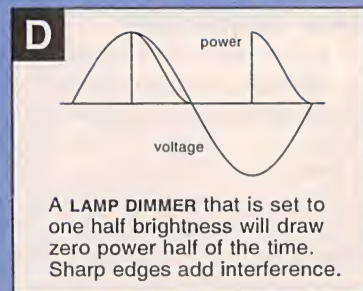 D
power
voltage
A LAMP DIMMER that is set to
one half brightness will draw
zero power half of the time.
Sharp edges add interference.